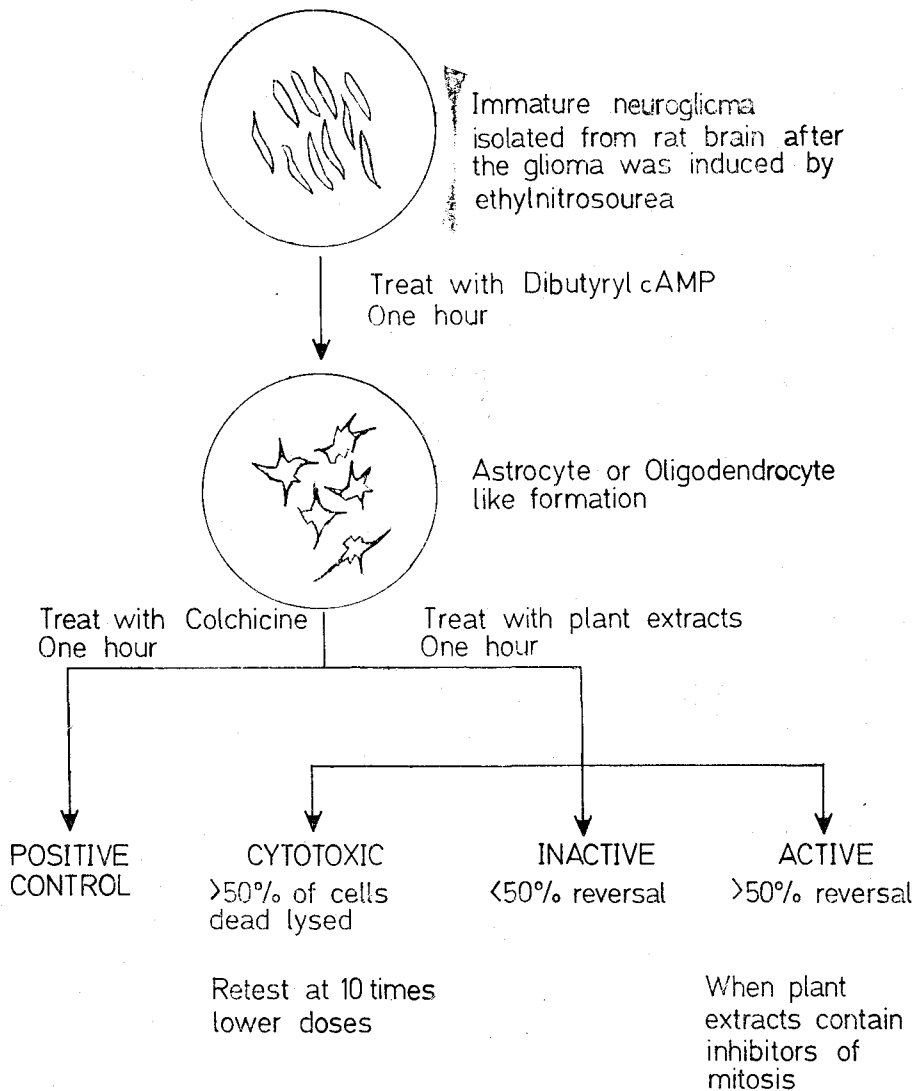 Immature neuroglicma
isolated from rat brain after
the glioma was induced by
ethylnitrosourea
Treat with Dibutyryl cAMP
One hour
Astrocyte or Oligodendrocyte
like formation
Treat with Colchicine
One hour
Treat with plant extracts
One hour
POSITIVE
CONTROL
CYTOTOXIC
>50% of cells
dead lysed
Retest at 10 times
lower doses
INACTIVE
<50% reversal
ACTIVE
>50% reversal
When plant
extracts contain
inhibitors of
mitosis